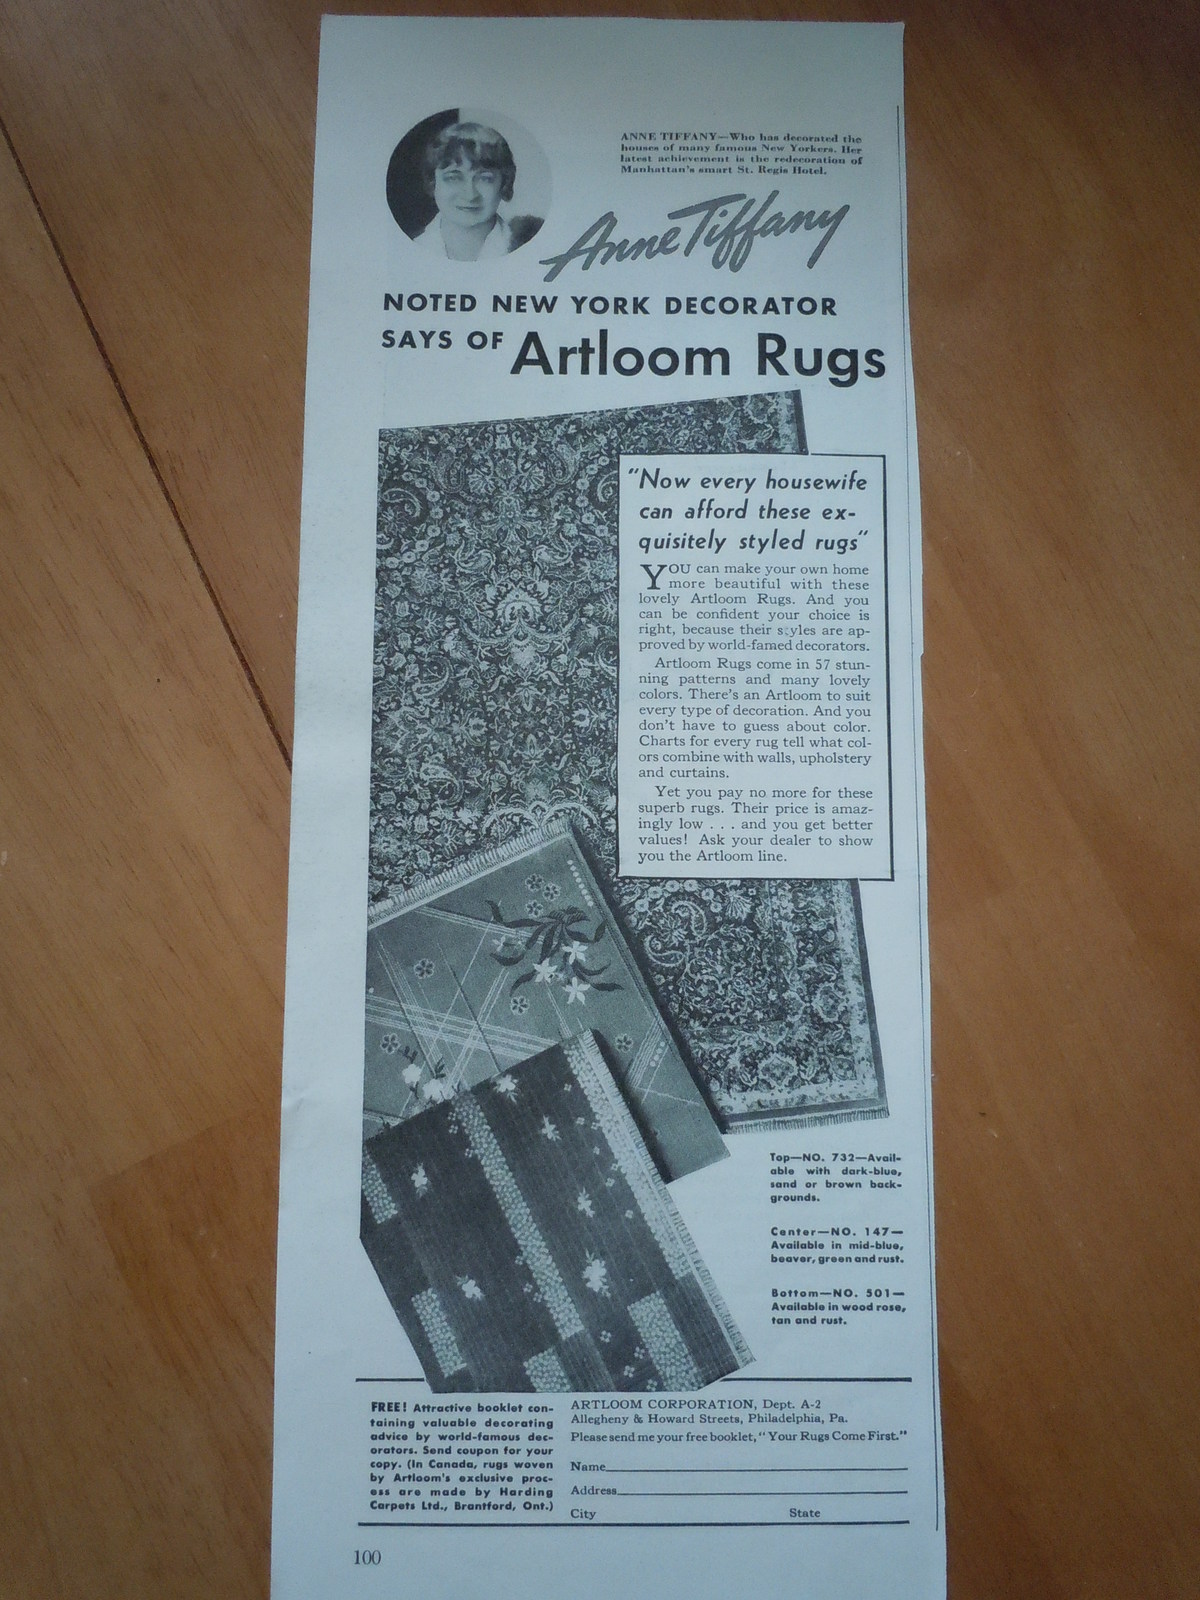 ANNE TIFFANY—Who has decorated the
houses of many famous New Yorkers. Her
latest achievement is the redecoration of
Manhattan's smart St. Regis Hotel.
Anne Tiffany
NOTED NEW YORK DECORATOR
SAYS OF Artloom Rugs
"Now every housewife
can afford these ex-
quisitely styled rugs"
YOU can make your own home
more beautiful with these
lovely Artloom Rugs. And you
can be confident your choice is
right, because their styles are ap-
proved by world-famed decorators.
Artloom Rugs come in 57 stun-
ning patterns and many lovely
colors. There's an Artloom to suit
every type of decoration. And you
don't have to guess about color.
Charts for every rug tell what col-
ors combine with walls, upholstery
and curtains.
Yet you pay no more for these
superb rugs. Their price is amaz-
ingly low . . . and you get better
values! Ask your dealer to show
you the Artloom line.
Top—NO. 732—Avail-
able with dark-blue,
sand or brown back-
grounds.
Center—NO. 147—
Available in mid-blue,
beaver, green and rust.
Bottom—NO. 501—
Available in wood rose,
tan and rust.
FREE! Attractive booklet con-
taining valuable decorating
advice by world-famous dec-
orators. Send coupon for your
copy. (In Canada, rugs woven
by Artloom's exclusive proc-
ess are made by Harding
Carpets Ltd., Brantford, Ont.)
ARTLOOM CORPORATION, Dept. A-2
Allegheny & Howard Streets, Philadelphia, Pa.
Please send me your free booklet, "Your Rugs Come First."
Name
Address
City State
100